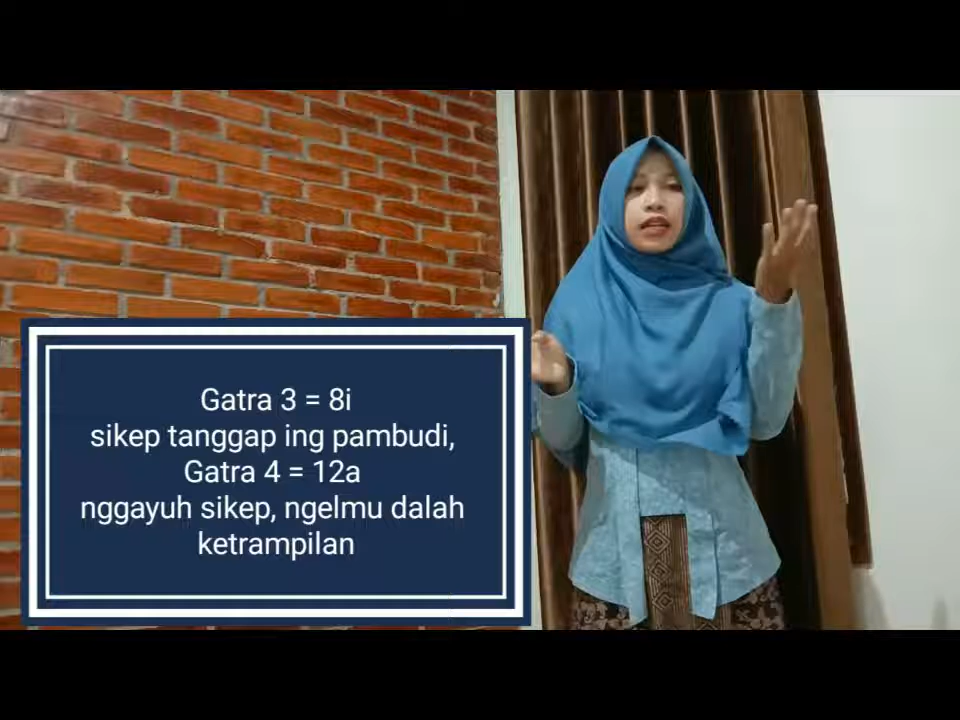 Gatra 3 = 8i
sikep tanggap ing pambudi,
Gatra 4 = 12a
nggayuh sikep, ngelmu dalah
ketrampilan